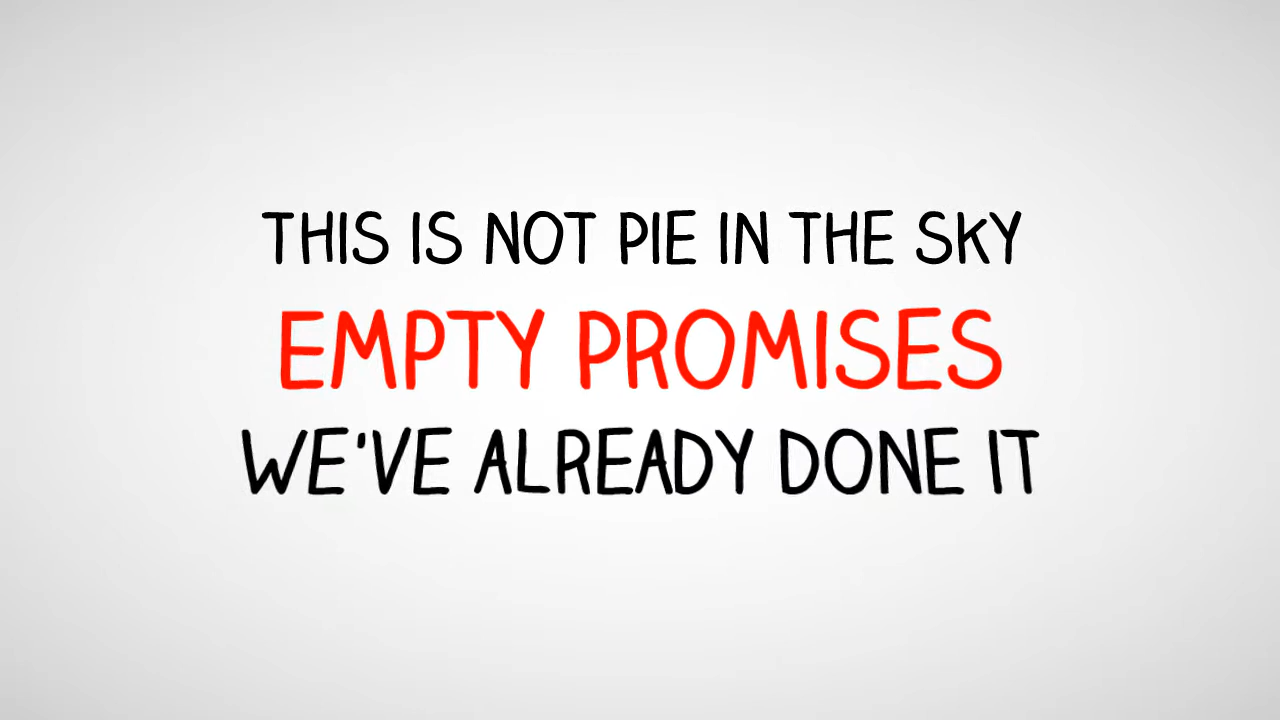 THIS IS NOT PIE IN THE SKY
EMPTY PROMISES
WE'VE ALREADY DONE IT